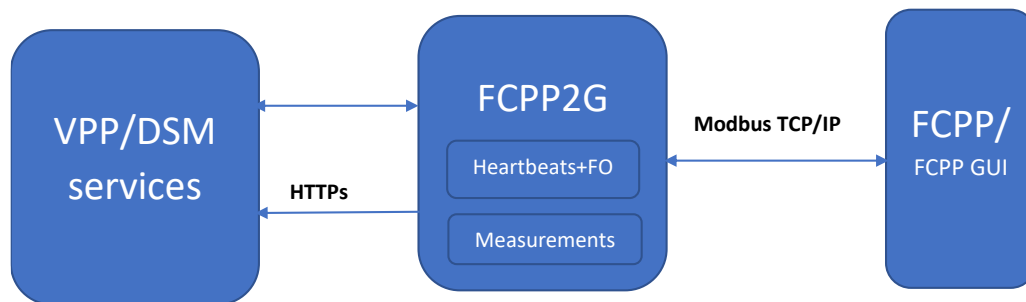 VPP/DSM
services
HTTPs
FCPP2G
Heartbeats+FO
Measurements
Modbus TCP/IP
FCPP/
FCPP GUI